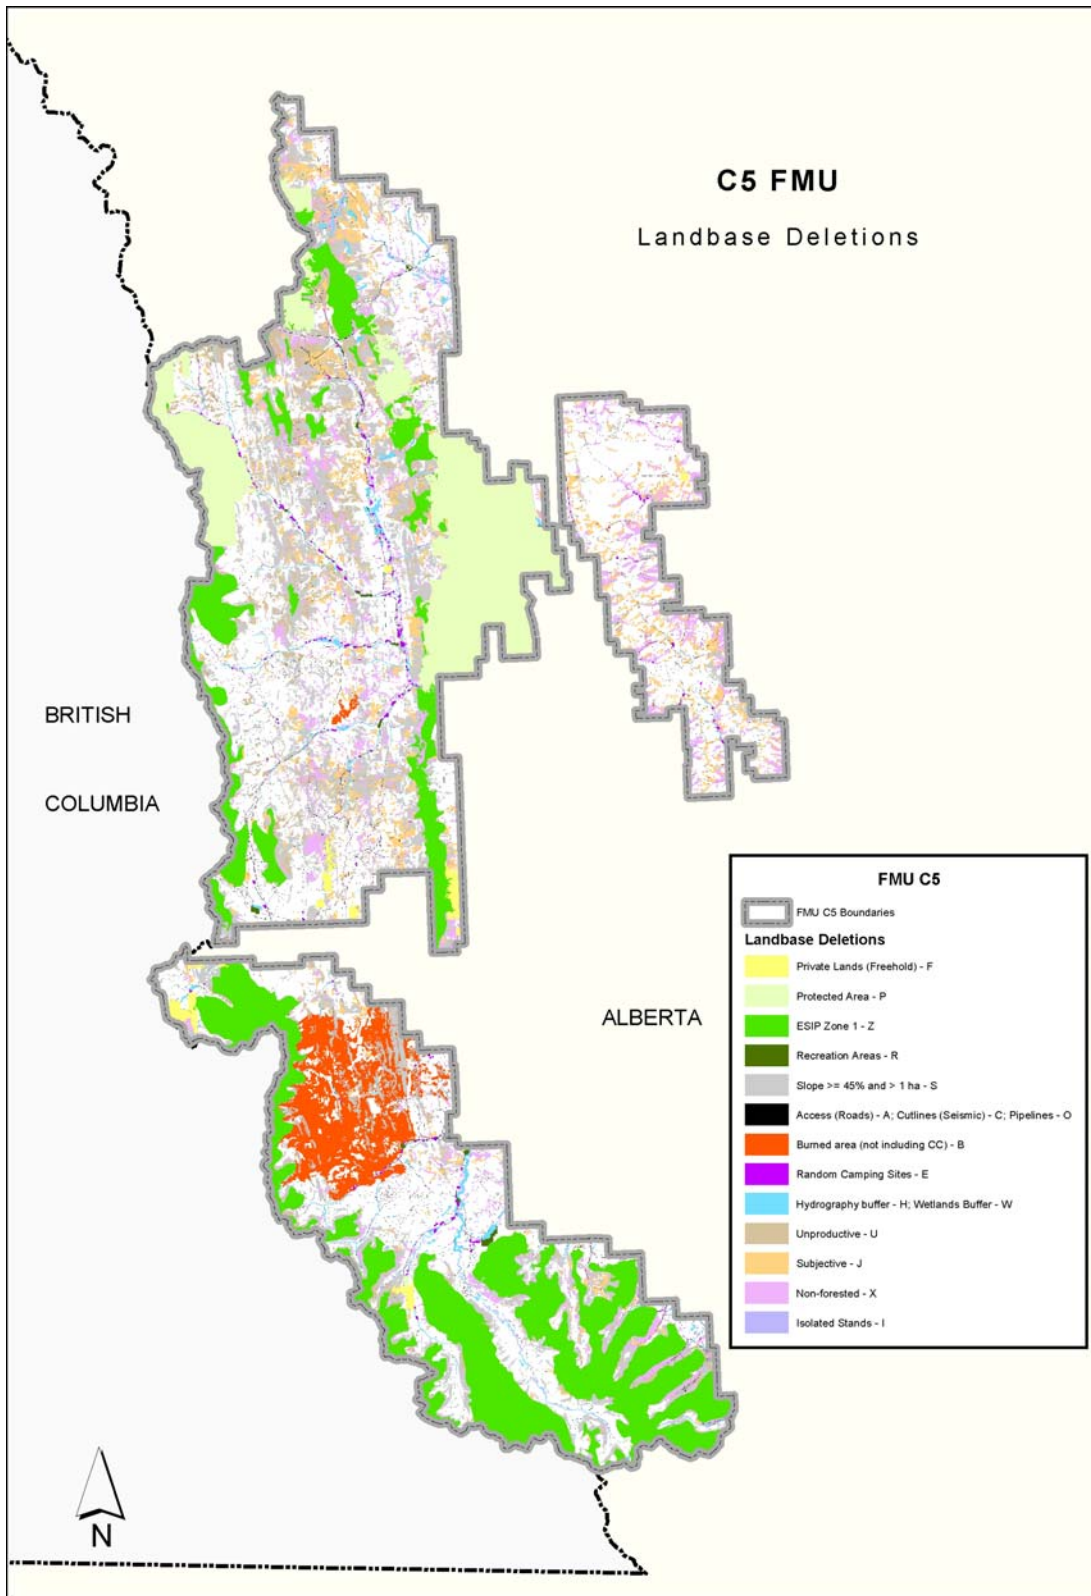 C5 FMU
Landbase Deletions
BRITISH
COLUMBIA
ALBERTA
FMU C5
FMU C5 Boundaries
Landbase Deletions
Private Lands (Freehold) - F
Protected Area - P
ESIP Zone 1 - Z
Recreation Areas - R
Slope >= 45% and > 1 ha - S
Access (Roads) - A; Cutlines (Seismic) - C; Pipelines - O
Burned area (not including CC) - B
Random Camping Sites - E
Hydrography buffer - H; Wetlands Buffer - W
Unproductive - U
Subjective - J
Non-forested - X
Isolated Stands - I
N